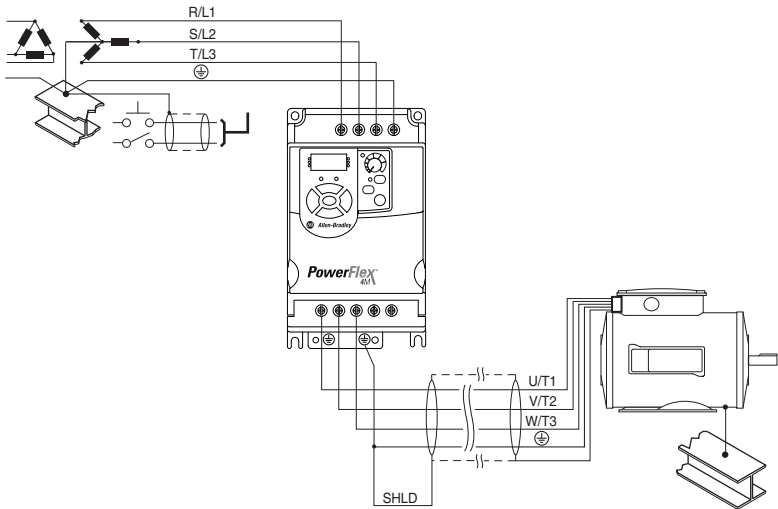 R/L1
S/L2
T/L3
Allen-Bradley
PowerFlex
4M
U/T1
V/T2
W/T3
SHLD